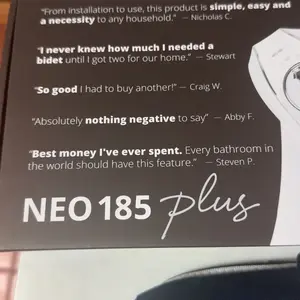 “From installation to use, this product is simple, easy and
a necessity to any household.” — Nicholas C.
“I never knew how much I needed a
bidet until I got two for our home.” — Stewart
“So good I had to buy another!” — Craig W.
“Absolutely nothing negative to say” — Abby F.
“Best money I've ever spent. Every bathroom in
the world should have this feature.” — Steven P.
NEO 185 plus